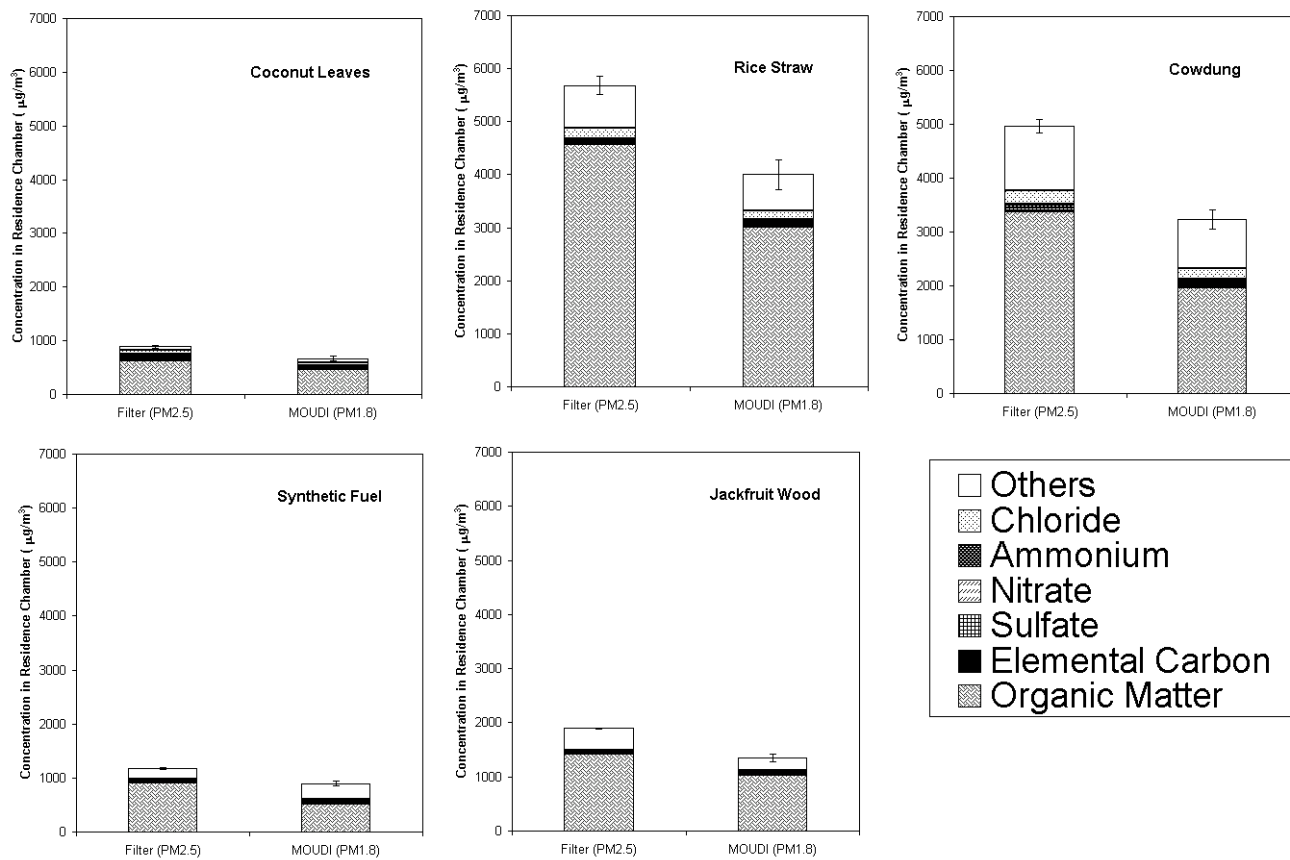 Coconut Leaves
Concentration in Residence Chamber ( μg/m³)
7000
6000
5000
4000
3000
2000
1000
0
Filter (PM2.5) MOUDI (PM1.8)
Rice Straw
Concentration in Residence Chamber ( μg/m³)
7000
6000
5000
4000
3000
2000
1000
0
Filter (PM2.5) MOUDI (PM1.8)
Cowdung
Concentration in Residence Chamber ( μg/m³)
7000
6000
5000
4000
3000
2000
1000
0
Filter (PM2.5) MOUDI (PM1.8)
Synthetic Fuel
Concentration in Residence Chamber ( μg/m³)
7000
6000
5000
4000
3000
2000
1000
0
Filter (PM2.5) MOUDI (PM1.8)
Jackfruit Wood
Concentration in Residence Chamber ( μg/m³)
7000
6000
5000
4000
3000
2000
1000
0
Filter (PM2.5) MOUDI (PM1.8)
Others
Chloride
Ammonium
Nitrate
Sulfate
Elemental Carbon
Organic Matter